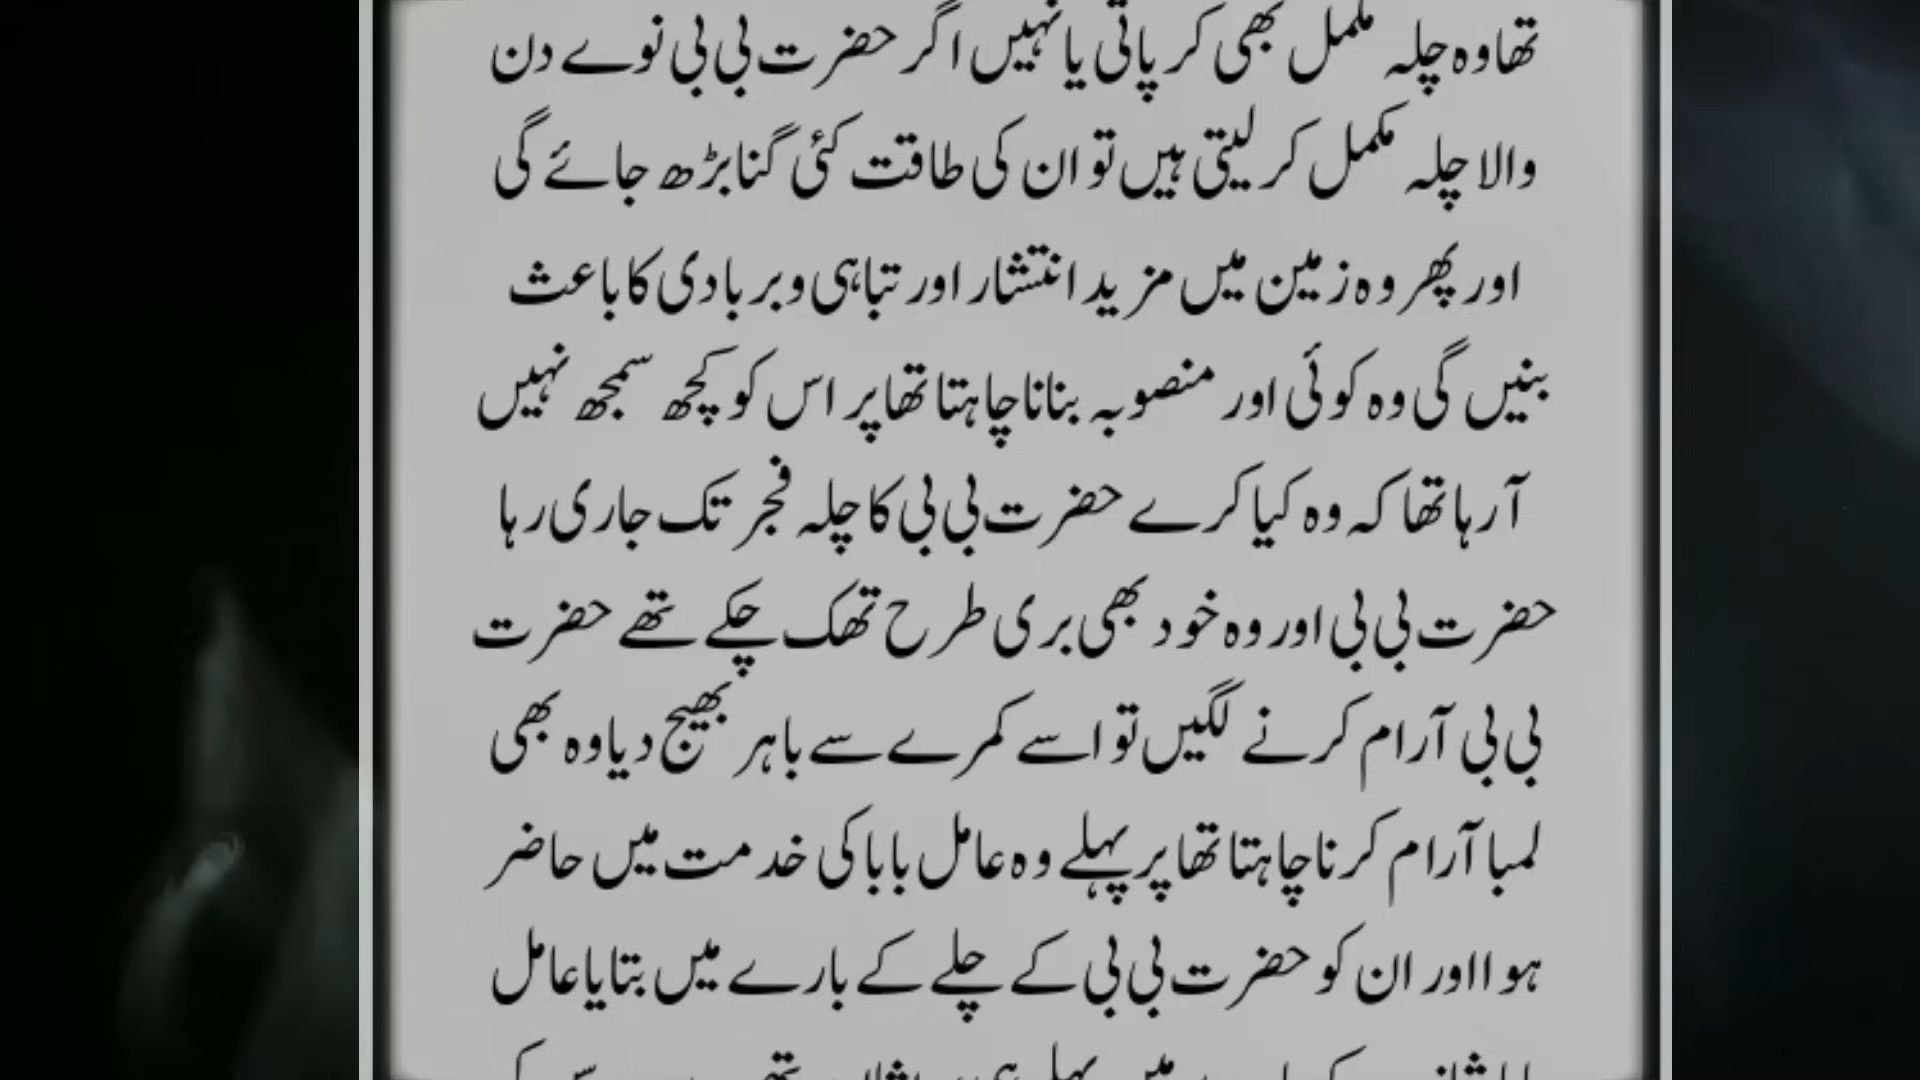 تھا وہ چلہ مکمل بھی کر پاتی یا نہیں اگر حضرت بی بی نوے دن
والا چلہ مکمل کر لیتی ہیں تو ان کی طاقت کئی گنا بڑھ جائے گی
اور پھر وہ زمین میں مزید انتشار اور تباہی و بربادی کا باعث
بنیں گی وہ کوئی اور منصوبہ بنانا چاہتا تھا پر اس کو کچھ سمجھ نہیں
آ رہا تھا کہ وہ کیا کرے حضرت بی بی کا چلہ فجر تک جاری رہا
حضرت بی بی اور وہ خود بھی بری طرح تھک چکے تھے حضرت
بی بی آرام کرنے لگیں تو اسے کمرے سے باہر بھیج دیا وہ بھی
لمبا آرام کرنا چاہتا تھا پر پہلے وہ عامل بابا کی خدمت میں حاضر
ہوا اور ان کو حضرت بی بی کے چلے کے بارے میں بتایا عامل